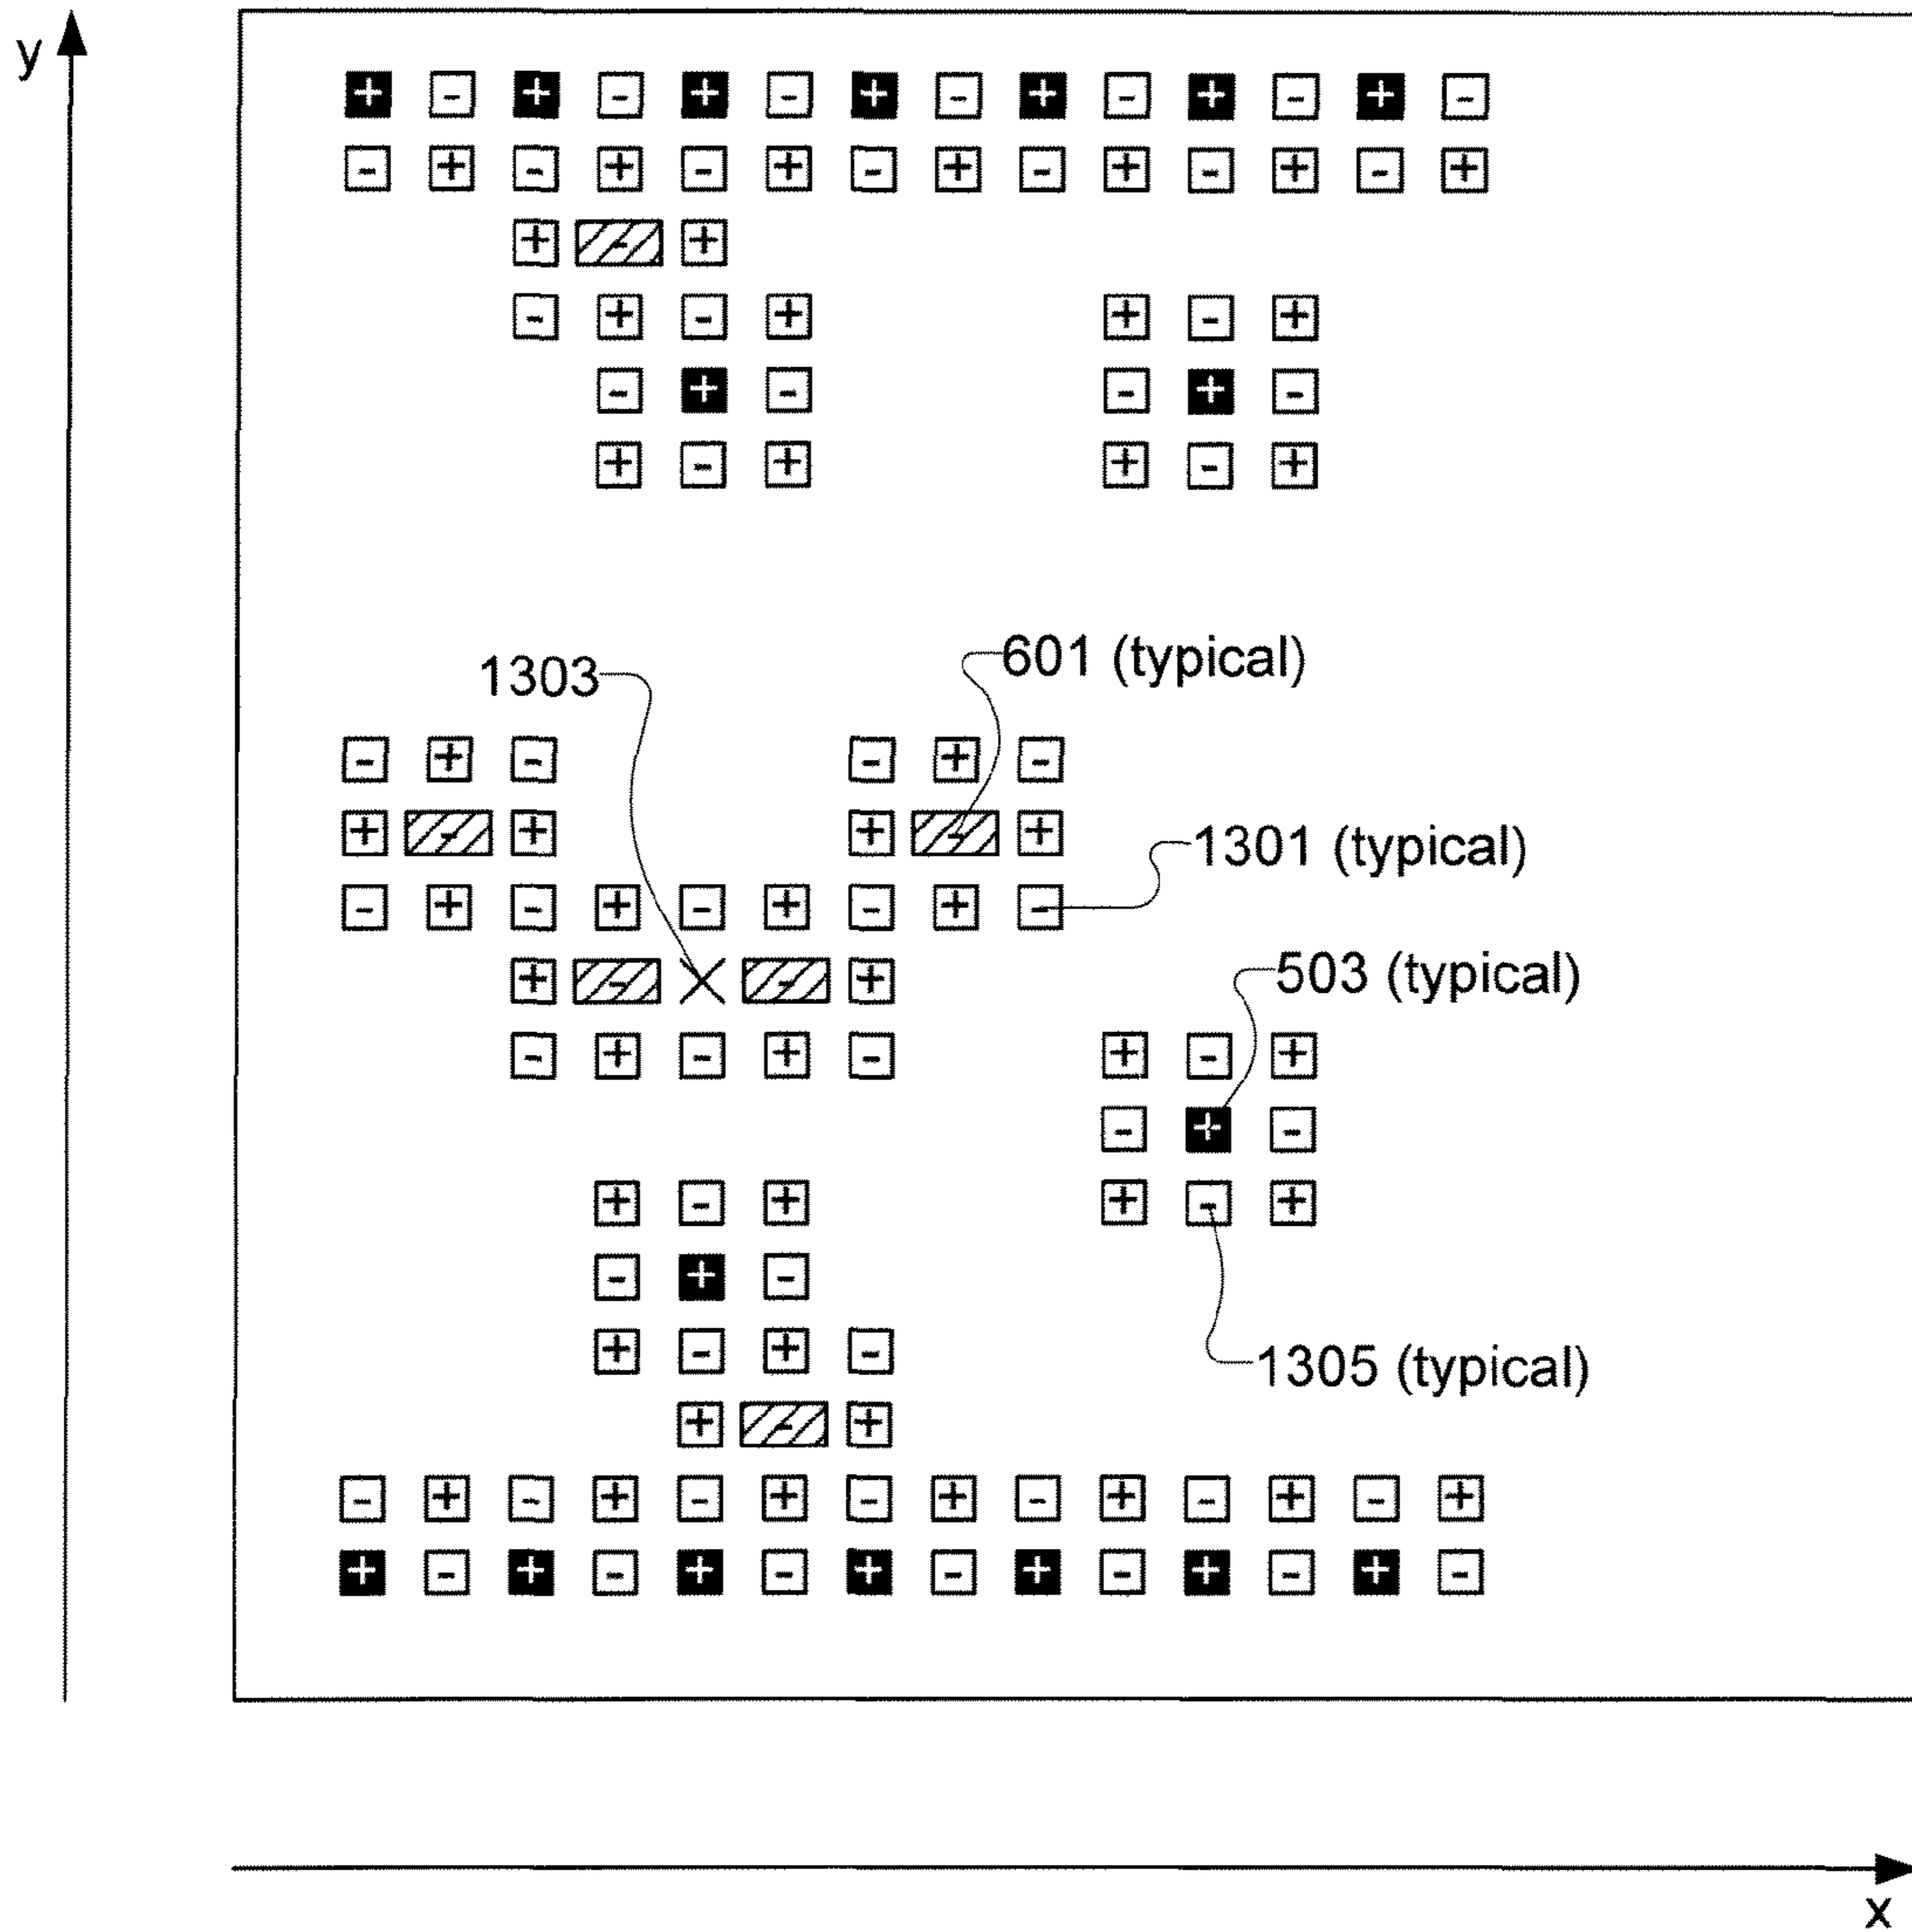 y
+ - + - + - + - + - + - + -
- + - + - + - + - + - + - +
+ - +
- + - + + - +
- + - - + -
+ - + + - +
1303
601 (typical)
- + - - + -
+ - + + - +
1301 (typical)
- + - + - + - + -
503 (typical)
+ - - +
- + - + - + - +
- + -
+ - + + - +
- + -
1305 (typical)
+ - + -
+ - +
- + - + - + - + - + - + - +
+ - + - + - + - + - + - + -
x